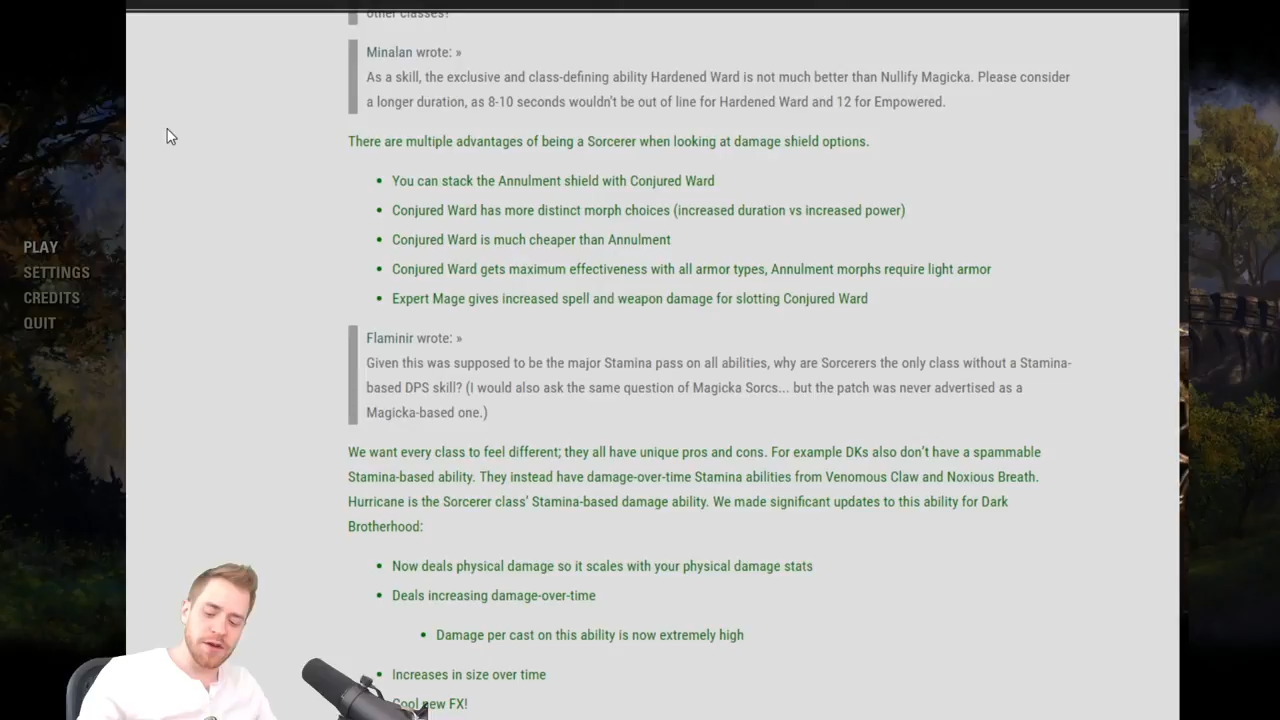 other classes?
Minalan wrote: »
As a skill, the exclusive and class-defining ability Hardened Ward is not much better than Nullify Magicka. Please consider
a longer duration, as 8-10 seconds wouldn't be out of line for Hardened Ward and 12 for Empowered.
There are multiple advantages of being a Sorcerer when looking at damage shield options.
• You can stack the Annulment shield with Conjured Ward
• Conjured Ward has more distinct morph choices (increased duration vs increased power)
• Conjured Ward is much cheaper than Annulment
• Conjured Ward gets maximum effectiveness with all armor types, Annulment morphs require light armor
• Expert Mage gives increased spell and weapon damage for slotting Conjured Ward
PLAY
SETTINGS
CREDITS
QUIT
Flaminir wrote: »
Given this was supposed to be the major Stamina pass on all abilities, why are Sorcerers the only class without a Stamina-
based DPS skill? (I would also ask the same question of Magicka Sorcs... but the patch was never advertised as a
Magicka-based one.)
We want every class to feel different; they all have unique pros and cons. For example DKs also don't have a spammable
Stamina-based ability. They instead have damage-over-time Stamina abilities from Venomous Claw and Noxious Breath.
Hurricane is the Sorcerer class' Stamina-based damage ability. We made significant updates to this ability for Dark
Brotherhood:
• Now deals physical damage so it scales with your physical damage stats
• Deals increasing damage-over-time
• Damage per cast on this ability is now extremely high
• Increases in size over time
Cool new FX!